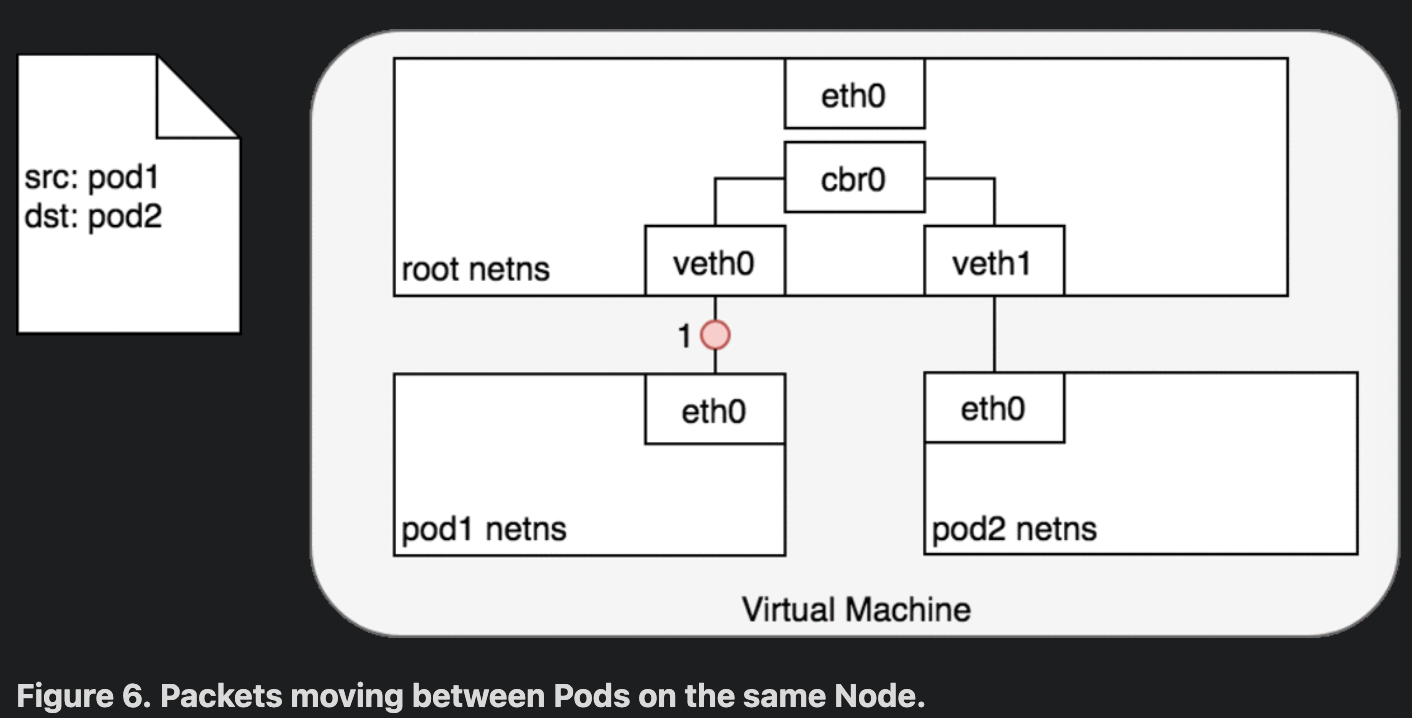 src: pod1
dst: pod2
eth0
cbr0
root netns
veth0
veth1
1
eth0
eth0
pod1 netns
pod2 netns
Virtual Machine
Figure 6. Packets moving between Pods on the same Node.